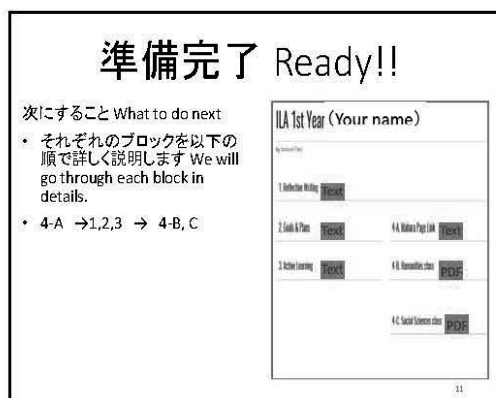 準備完了 Ready!!
次にすること What to do next
• それぞれのブロックを以下の
順で詳しく説明します We will
go through each block in
details.
• 4-A →1,2,3 → 4-B, C
ILA 1st Year (Your name)
1. Reflective Writing Text
2. Goals & Plans Text
4-A. Mahara Page Link Text
3. Active Learning Text
4-B. Humanities class PDF
4-C. Social Sciences class PDF
11